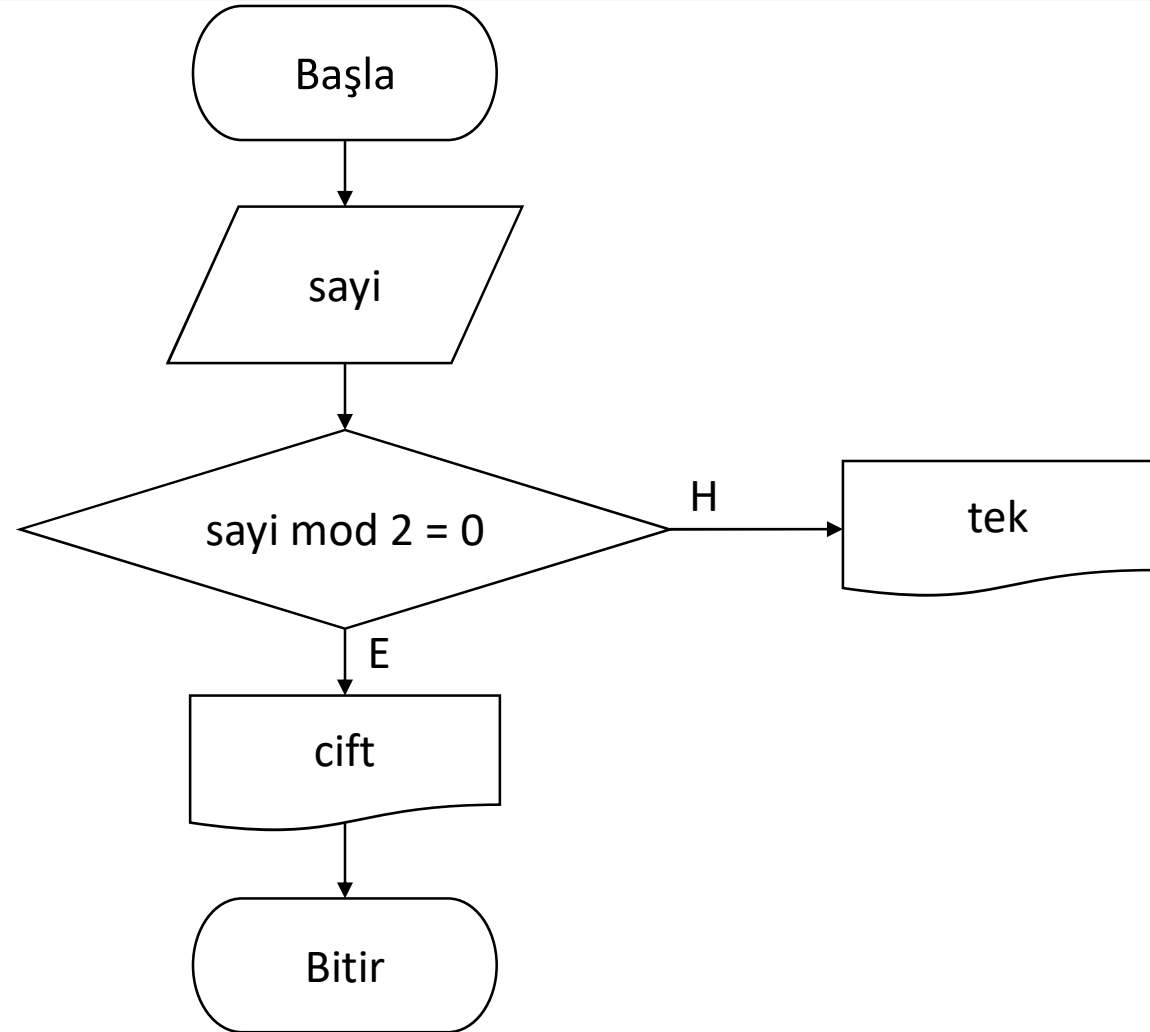 Başla
sayi
sayi mod 2 = 0
H
tek
E
cift
Bitir